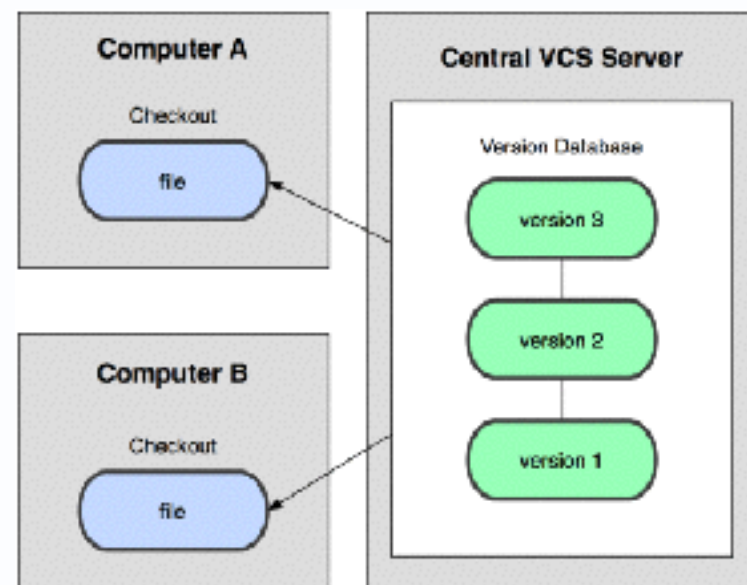 Computer A
Checkout
file
Computer B
Checkout
file
Central VCS Server
Version Database
version 3
version 2
version 1